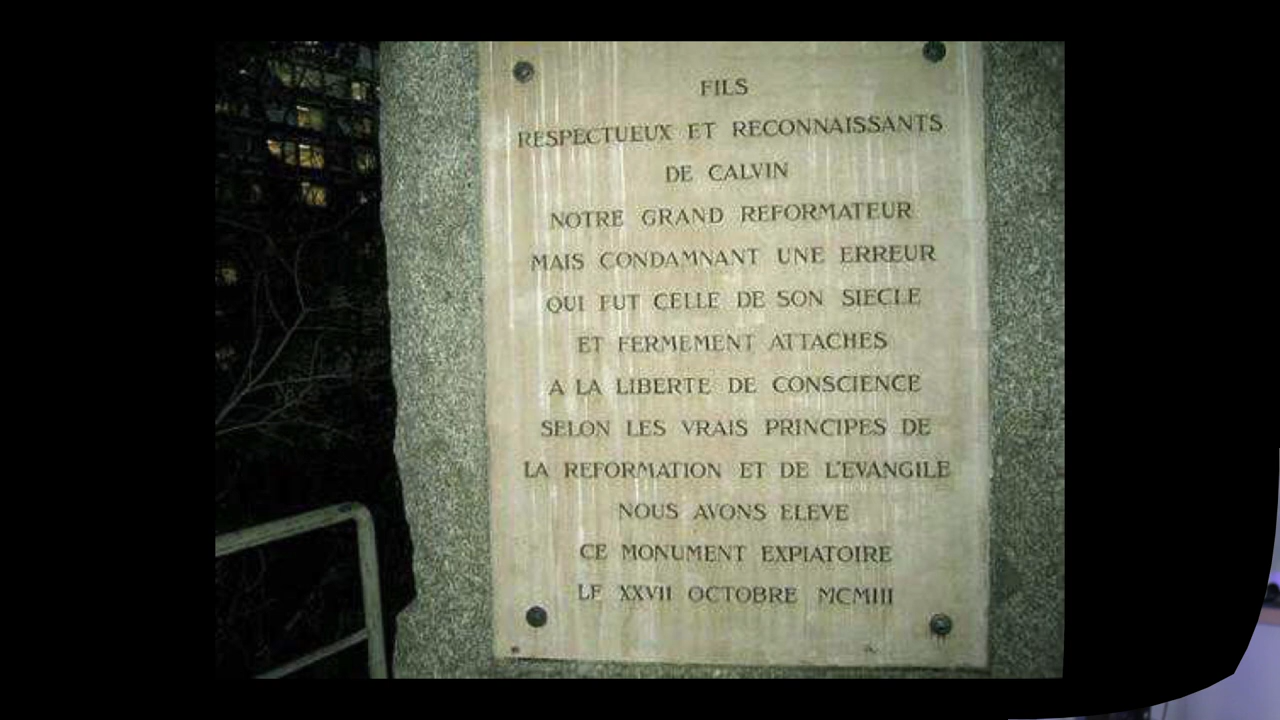 FILS
RESPECTUEUX ET RECONNAISSANTS
DE CALVIN
NOTRE GRAND REFORMATEUR
MAIS CONDAMNANT UNE ERREUR
QUI FUT CELLE DE SON SIECLE
ET FERMEMENT ATTACHES
A LA LIBERTE DE CONSCIENCE
SELON LES VRAIS PRINCIPES DE
LA REFORMATION ET DE L'EVANGILE
NOUS AVONS ELEVE
CE MONUMENT EXPIATOIRE
LE XXVII OCTOBRE MCMIII